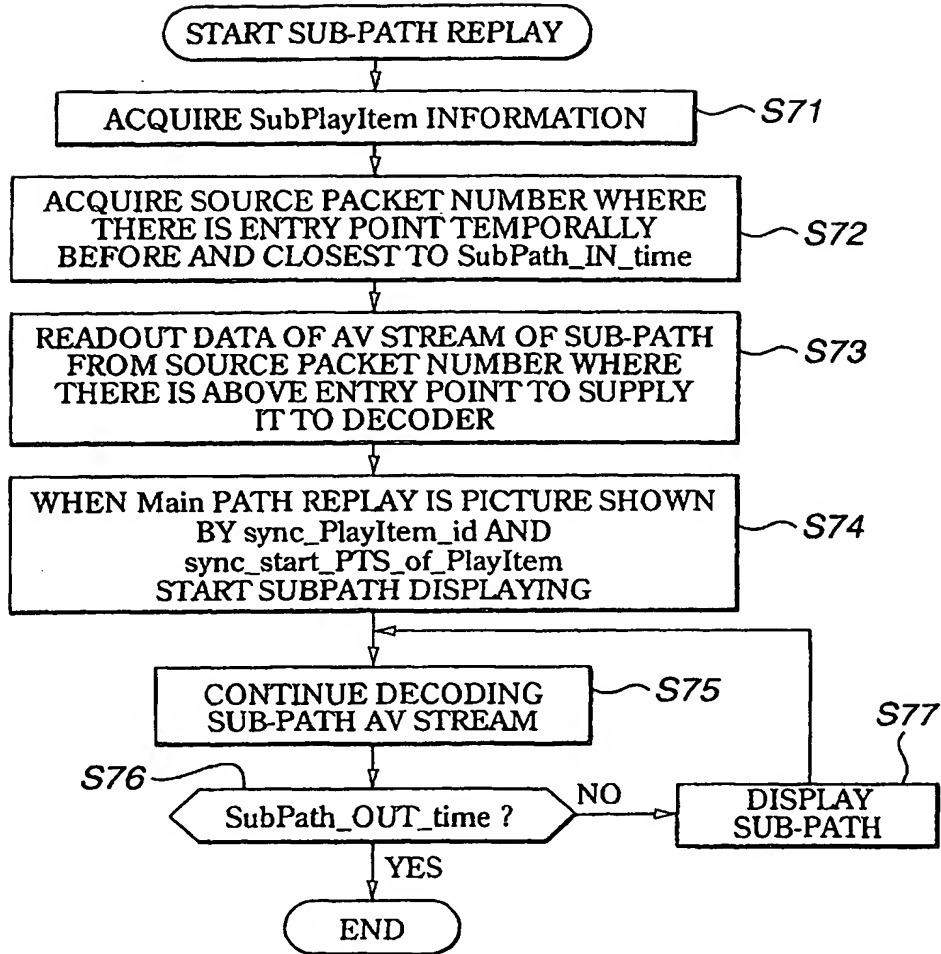 START SUB-PATH REPLAY
ACQUIRE SubPlayItem INFORMATION
S71
ACQUIRE SOURCE PACKET NUMBER WHERE
THERE IS ENTRY POINT TEMPORALLY
BEFORE AND CLOSEST TO SubPath_IN_time
S72
READOUT DATA OF AV STREAM OF SUB-PATH
FROM SOURCE PACKET NUMBER WHERE
THERE IS ABOVE ENTRY POINT TO SUPPLY
IT TO DECODER
S73
WHEN Main PATH REPLAY IS PICTURE SHOWN
BY sync_PlayItem_id AND
sync_start_PTS_of_PlayItem
START SUBPATH DISPLAYING
S74
CONTINUE DECODING
SUB-PATH AV STREAM
S75
S76
SubPath_OUT_time ?
NO
S77
DISPLAY
SUB-PATH
YES
END